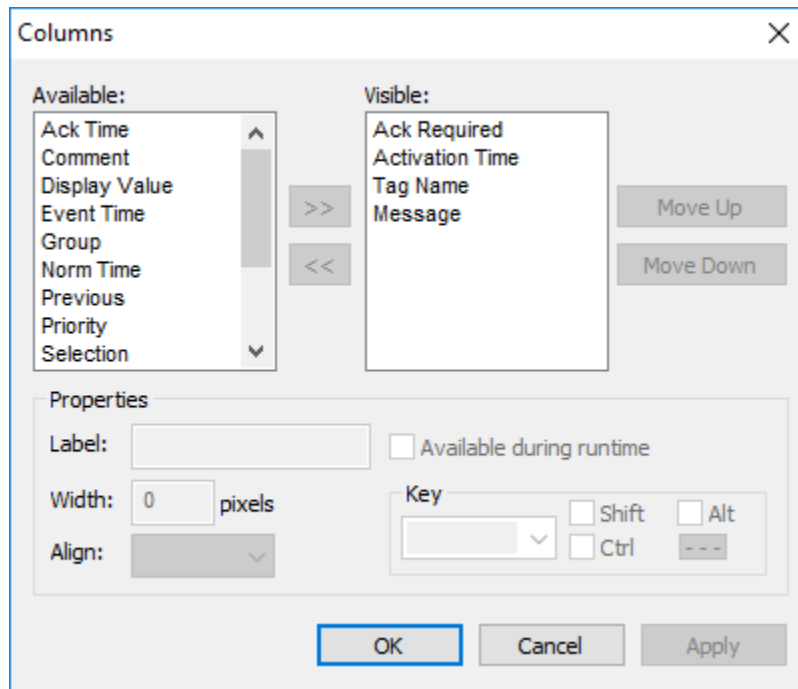 Columns
Available:
Visible:
Ack Time
Comment
Display Value
Event Time
Group
Norm Time
Previous
Priority
Selection
>>
<<
Ack Required
Activation Time
Tag Name
Message
Move Up
Move Down
Properties
Label:
Available during runtime
Width:
0
pixels
Align:
Key
Shift
Alt
Ctrl
---
OK
Cancel
Apply